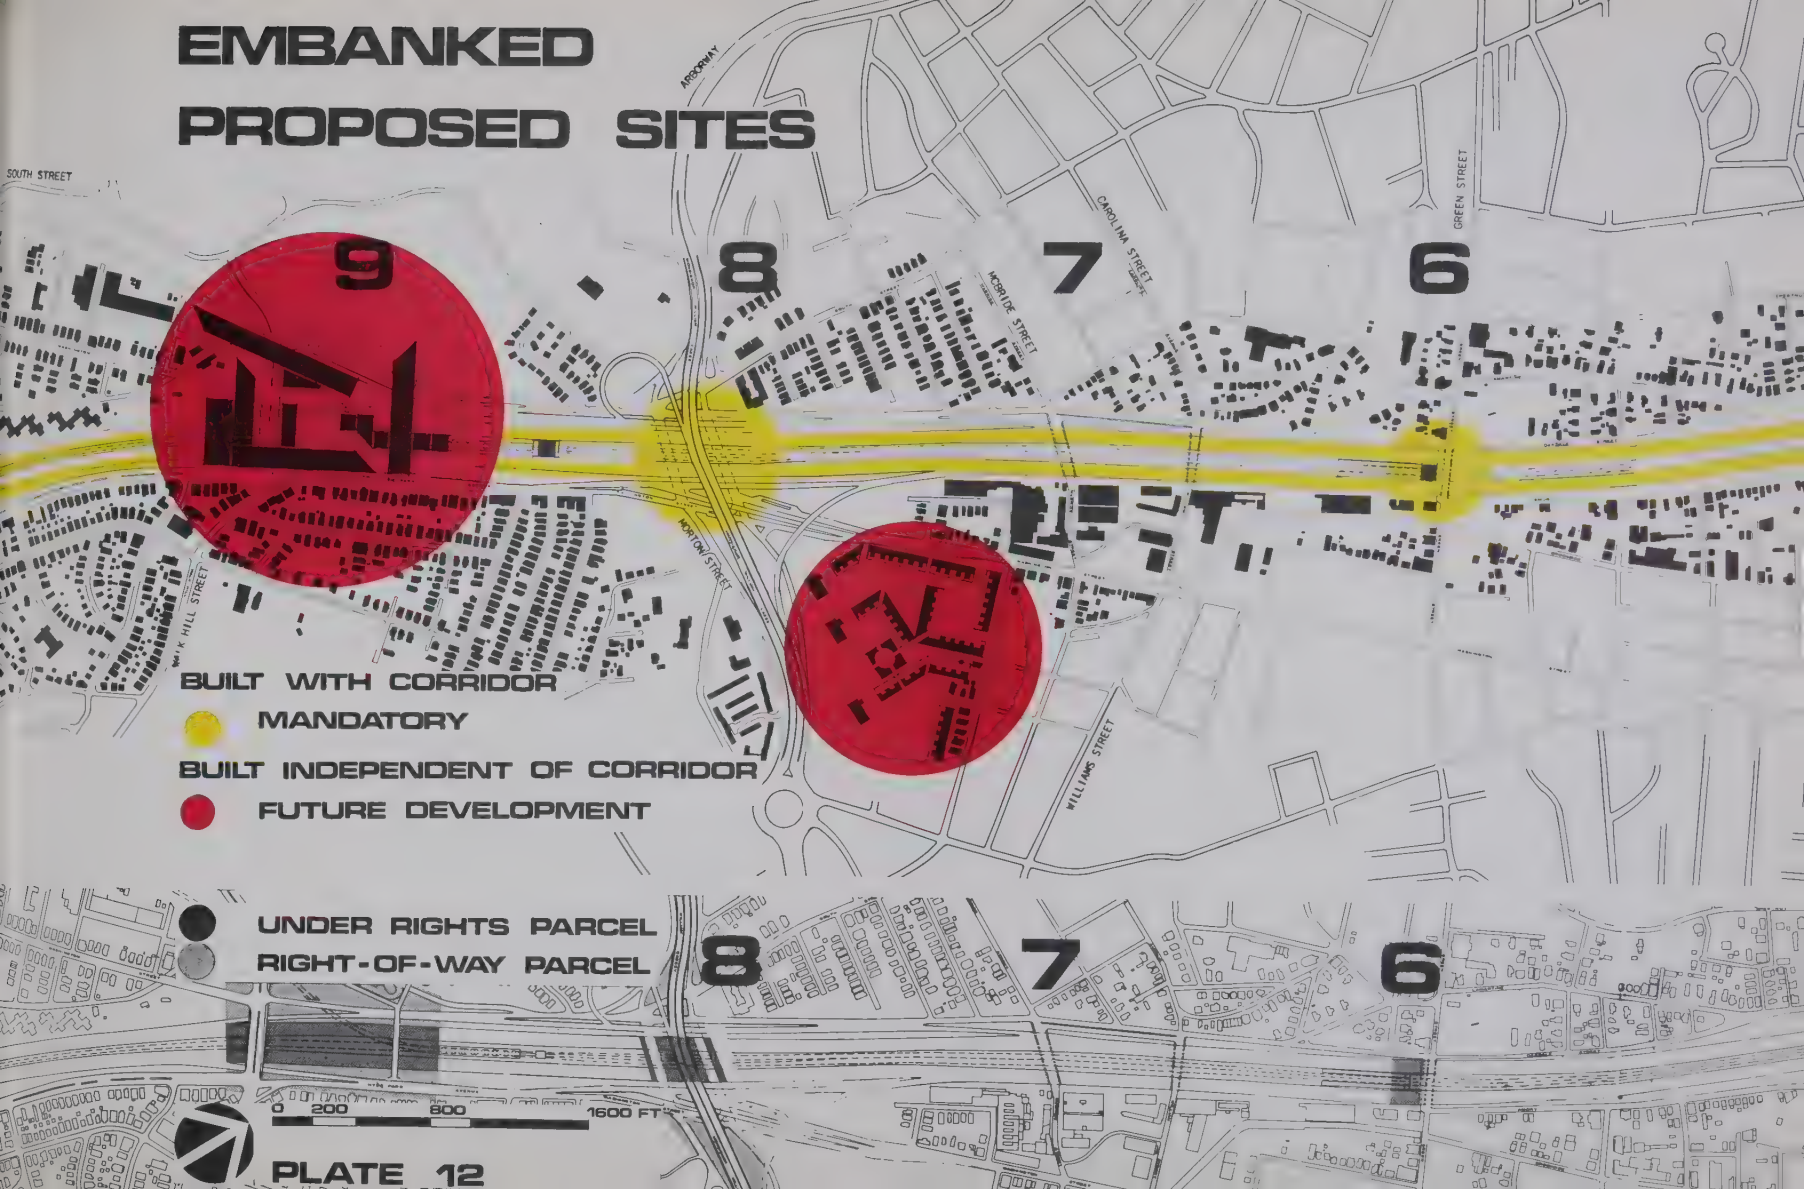 EMBANKED
PROPOSED SITES
ARBORWAY
SOUTH STREET
GREEN STREET
CAROLINA STREET
MCBRIDE STREET
9
8
7
6
MORTON STREET
HILL STREET
WILLIAMS STREET
BUILT WITH CORRIDOR
MANDATORY
BUILT INDEPENDENT OF CORRIDOR
FUTURE DEVELOPMENT
UNDER RIGHTS PARCEL
RIGHT-OF-WAY PARCEL
8
7
6
0 200 800 1600 FT
PLATE 12